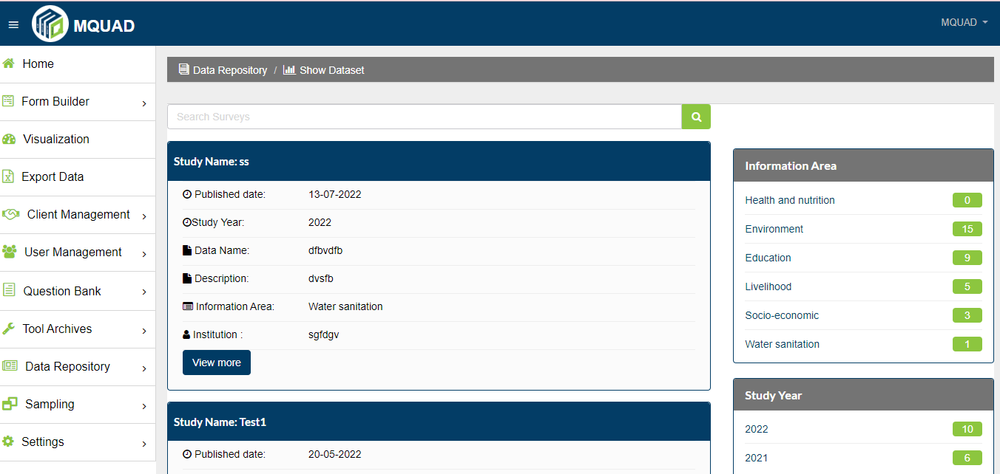 MQUAD
MQUAD
Home
Form Builder
Visualization
Export Data
Client Management
User Management
Question Bank
Tool Archives
Data Repository
Sampling
Settings
Data Repository / Show Dataset
Search Surveys
Study Name: ss
Published date: 13-07-2022
Study Year: 2022
Data Name: dfbvdfb
Description: dvsfb
Information Area: Water sanitation
Institution : sgfdgv
View more
Study Name: Test1
Published date: 20-05-2022
Information Area
Health and nutrition 0
Environment 15
Education 9
Livelihood 5
Socio-economic 3
Water sanitation 1
Study Year
2022 10
2021 6